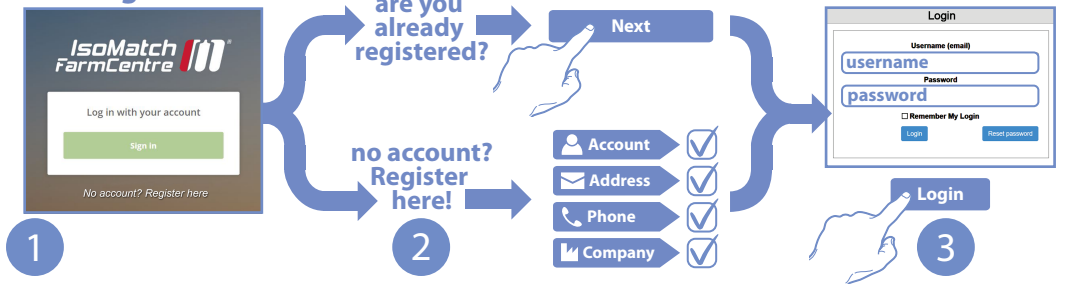 IsoMatch
FarmCentre
Log in with your account
Sign in
No account? Register here
1
are you
already
registered?
Next
no account?
Register
here!
2
Account
Address
Phone
Company
Login
Username (email)
username
Password
password
Remember My Login
Login
Reset password
Login
3